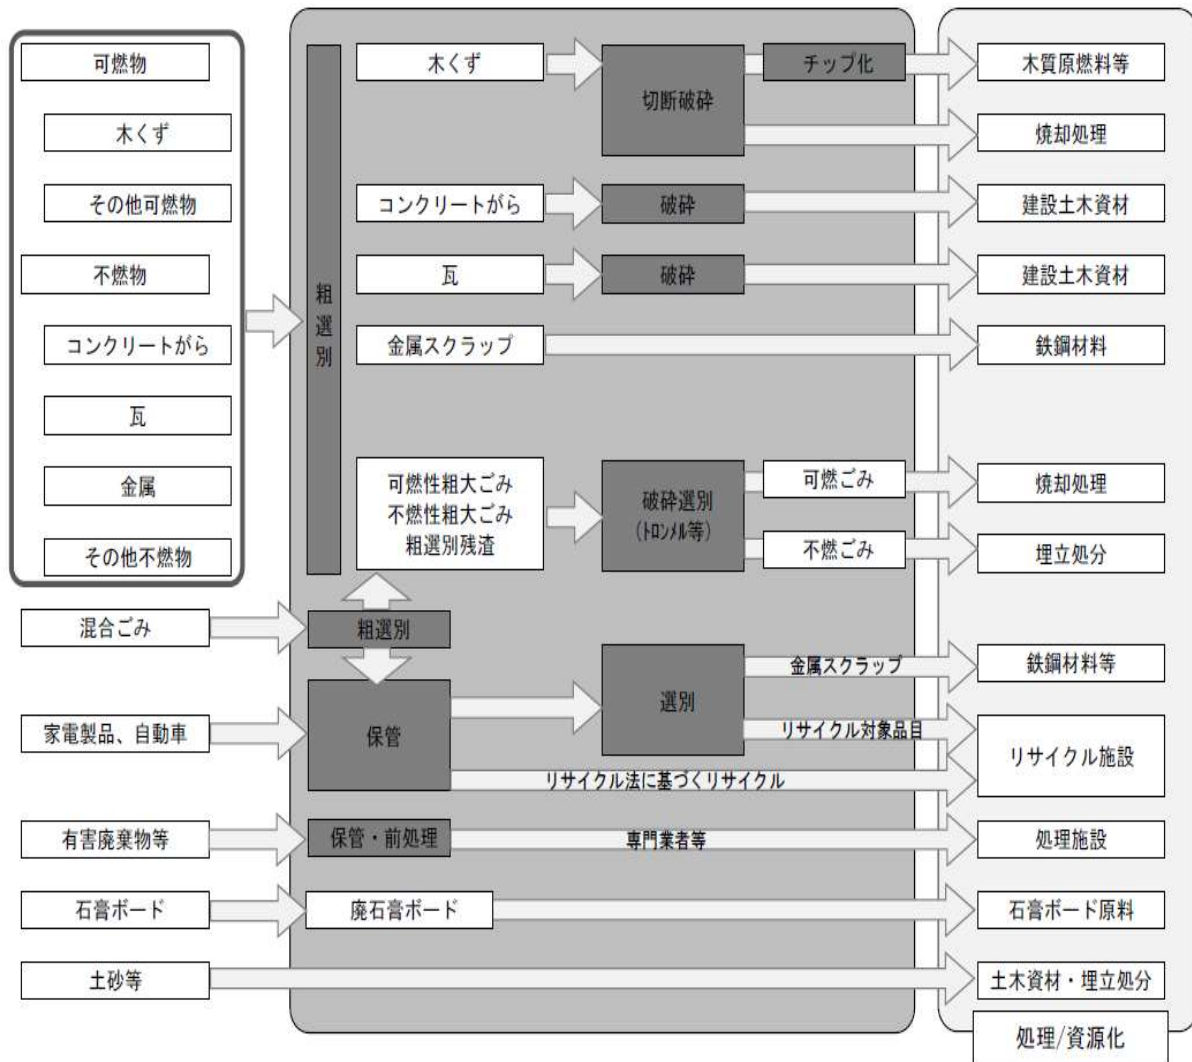 可燃物
木くず
その他可燃物
不燃物
コンクリートがら
瓦
金属
その他不燃物
混合ごみ
家電製品、自動車
有害廃棄物等
石膏ボード
土砂等
粗選別
木くず
切断破砕
チップ化
木質原燃料等
焼却処理
コンクリートがら
破砕
建設土木資材
瓦
破砕
建設土木資材
金属スクラップ
鉄鋼材料
可燃性粗大ごみ
不燃性粗大ごみ
粗選別残渣
破砕選別
(トロンメル等)
可燃ごみ
焼却処理
不燃ごみ
埋立処分
粗選別
保管
選別
金属スクラップ
鉄鋼材料等
リサイクル対象品目
リサイクル施設
リサイクル法に基づくリサイクル
保管・前処理
専門業者等
処理施設
廃石膏ボード
石膏ボード原料
土木資材・埋立処分
処理/資源化